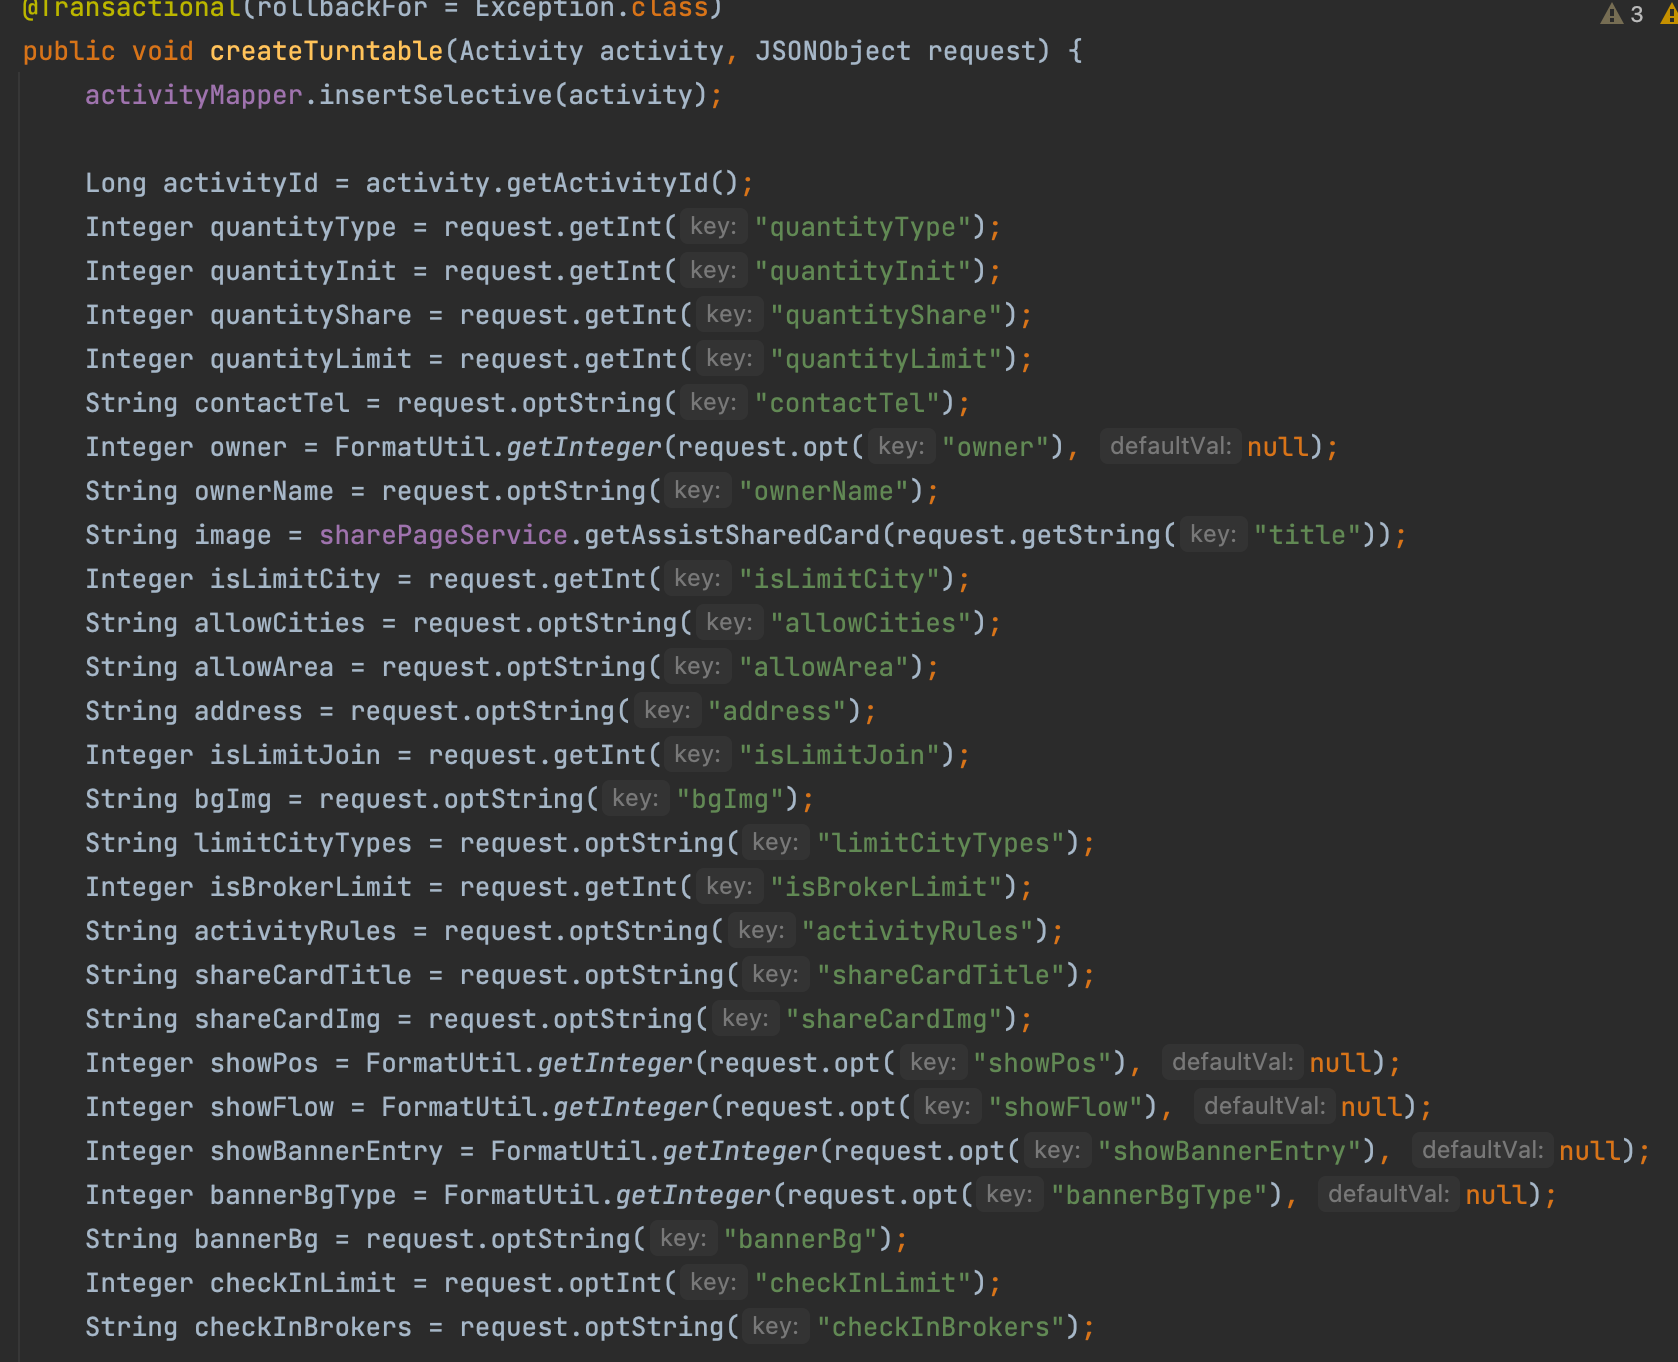 @Transactional(rollbackFor = Exception.class)
3
public void createTurntable(Activity activity, JSONObject request) {
activityMapper.insertSelective(activity);
Long activityId = activity.getActivityId();
Integer quantityType = request.getInt( key: "quantityType");
Integer quantityInit = request.getInt( key: "quantityInit");
Integer quantityShare = request.getInt( key: "quantityShare");
Integer quantityLimit = request.getInt( key: "quantityLimit");
String contactTel = request.optString( key: "contactTel");
Integer owner = FormatUtil.getInteger(request.opt( key: "owner"), defaultVal: null);
String ownerName = request.optString( key: "ownerName");
String image = sharePageService.getAssistSharedCard(request.getString( key: "title"));
Integer isLimitCity = request.getInt( key: "isLimitCity");
String allowCities = request.optString( key: "allowCities");
String allowArea = request.optString( key: "allowArea");
String address = request.optString( key: "address");
Integer isLimitJoin = request.getInt( key: "isLimitJoin");
String bgImg = request.optString( key: "bgImg");
String limitCityTypes = request.optString( key: "limitCityTypes");
Integer isBrokerLimit = request.getInt( key: "isBrokerLimit");
String activityRules = request.optString( key: "activityRules");
String shareCardTitle = request.optString( key: "shareCardTitle");
String shareCardImg = request.optString( key: "shareCardImg");
Integer showPos = FormatUtil.getInteger(request.opt( key: "showPos"), defaultVal: null);
Integer showFlow = FormatUtil.getInteger(request.opt( key: "showFlow"), defaultVal: null);
Integer showBannerEntry = FormatUtil.getInteger(request.opt( key: "showBannerEntry"), defaultVal: null);
Integer bannerBgType = FormatUtil.getInteger(request.opt( key: "bannerBgType"), defaultVal: null);
String bannerBg = request.optString( key: "bannerBg");
Integer checkInLimit = request.optInt( key: "checkInLimit");
String checkInBrokers = request.optString( key: "checkInBrokers");